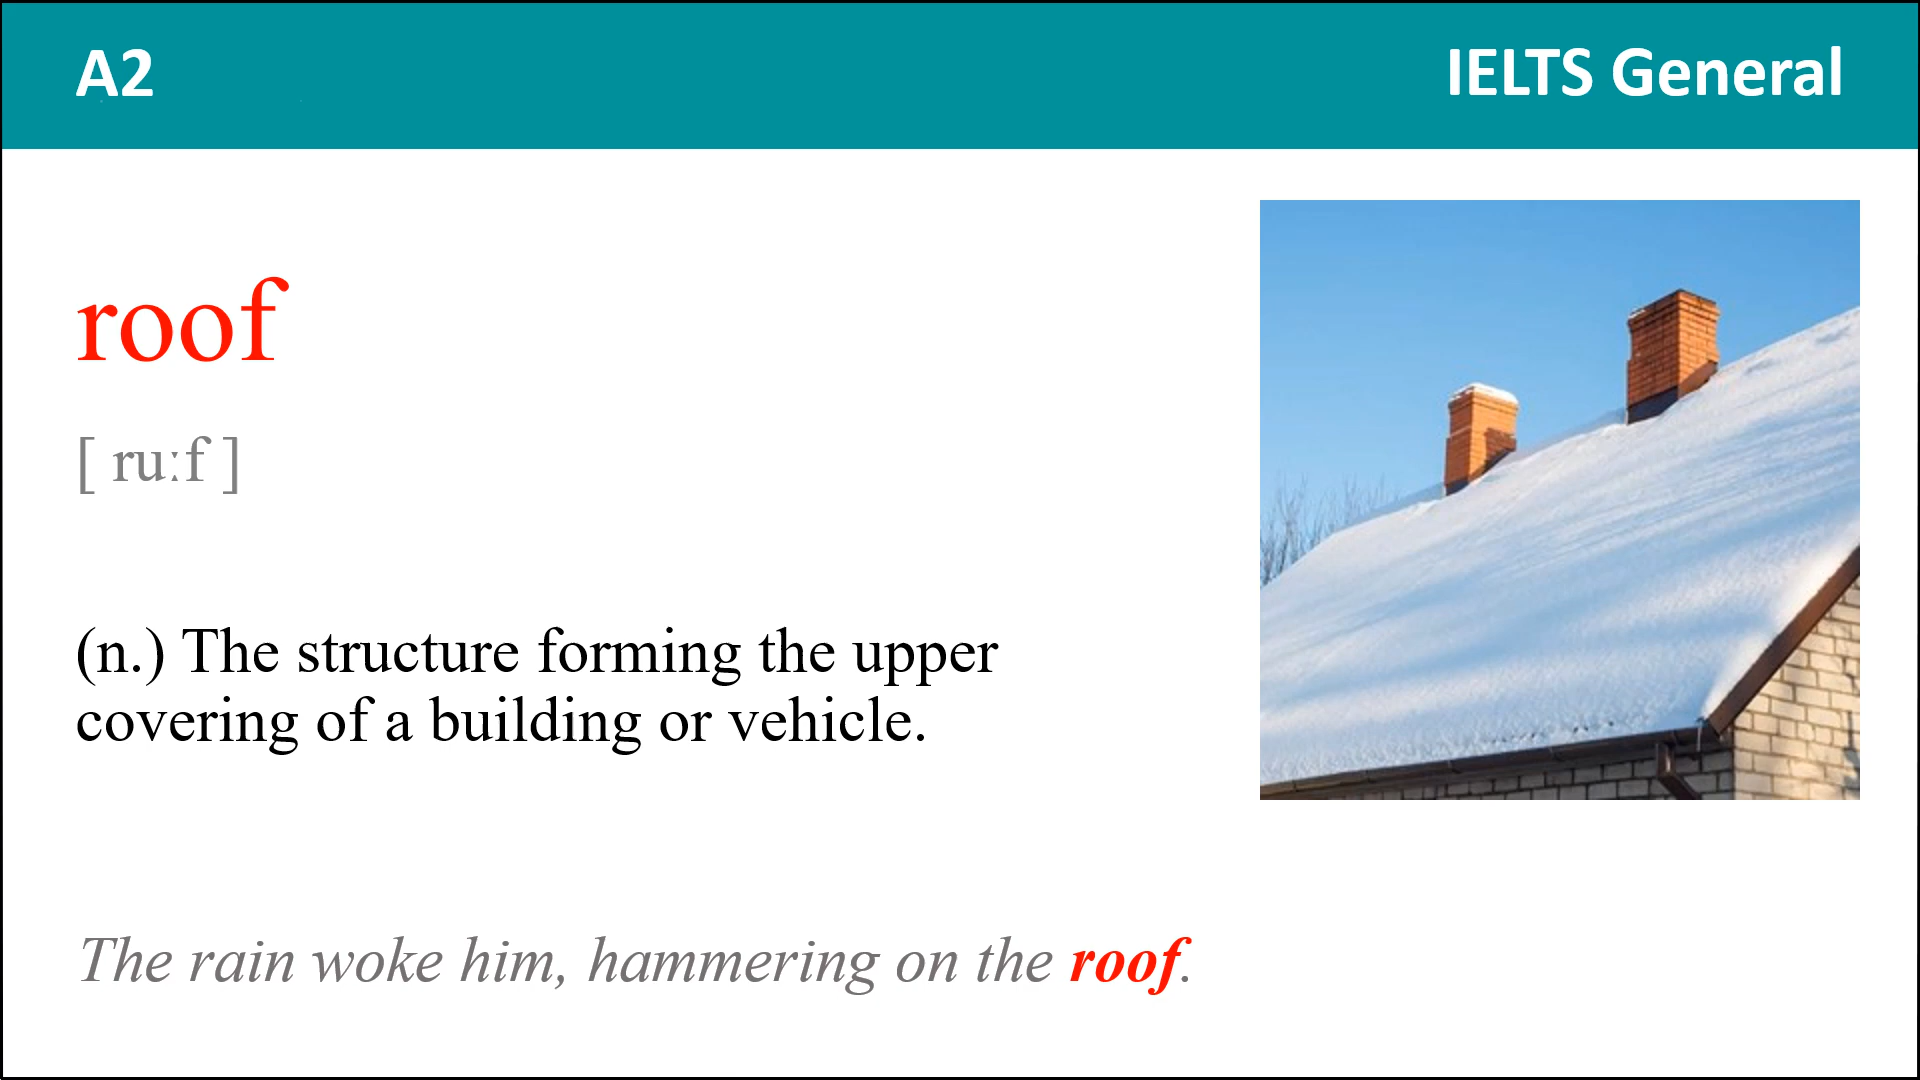 A2
IELTS General
roof
[ ruːf ]
(n.) The structure forming the upper
covering of a building or vehicle.
The rain woke him, hammering on the roof.